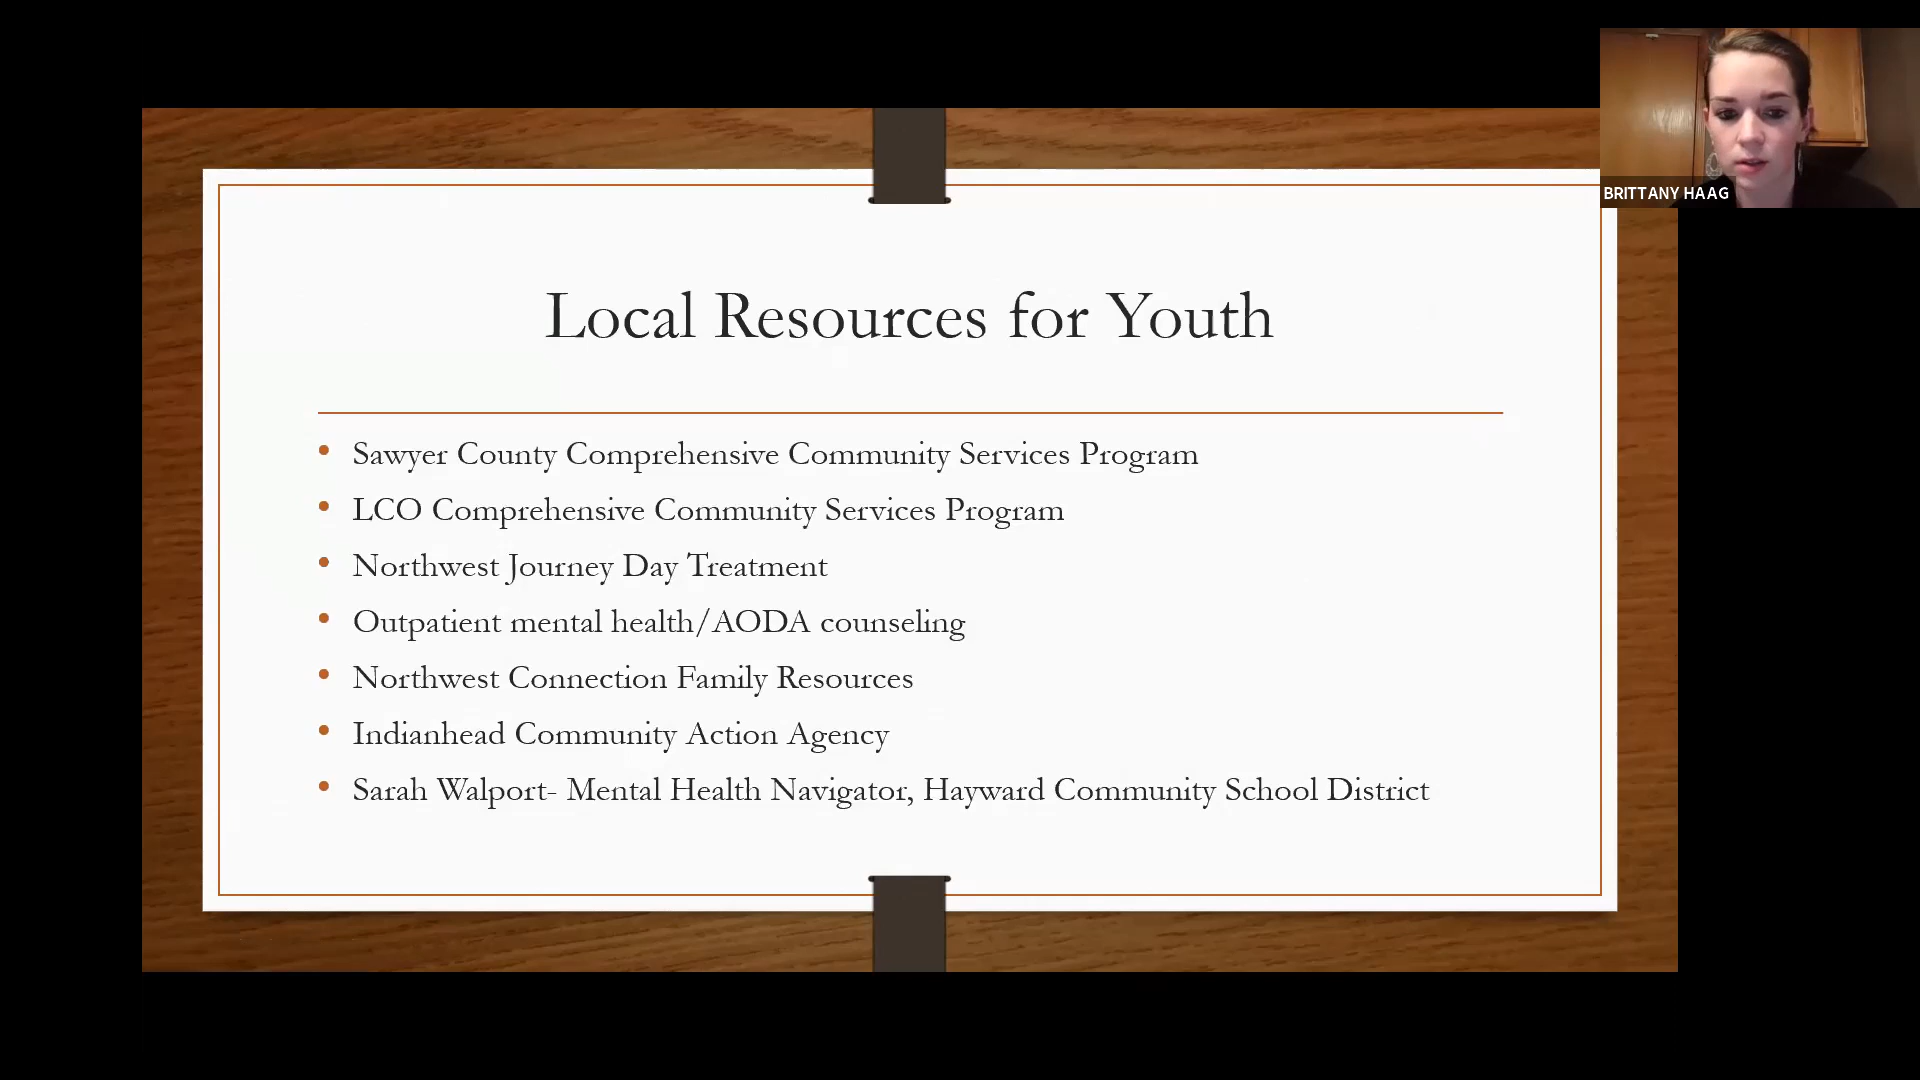 Local Resources for Youth
Sawyer County Comprehensive Community Services Program
LCO Comprehensive Community Services Program
Northwest Journey Day Treatment
Outpatient mental health/AODA counseling
Northwest Connection Family Resources
Indianhead Community Action Agency
Sarah Walport- Mental Health Navigator, Hayward Community School District
BRITTANY HAAG